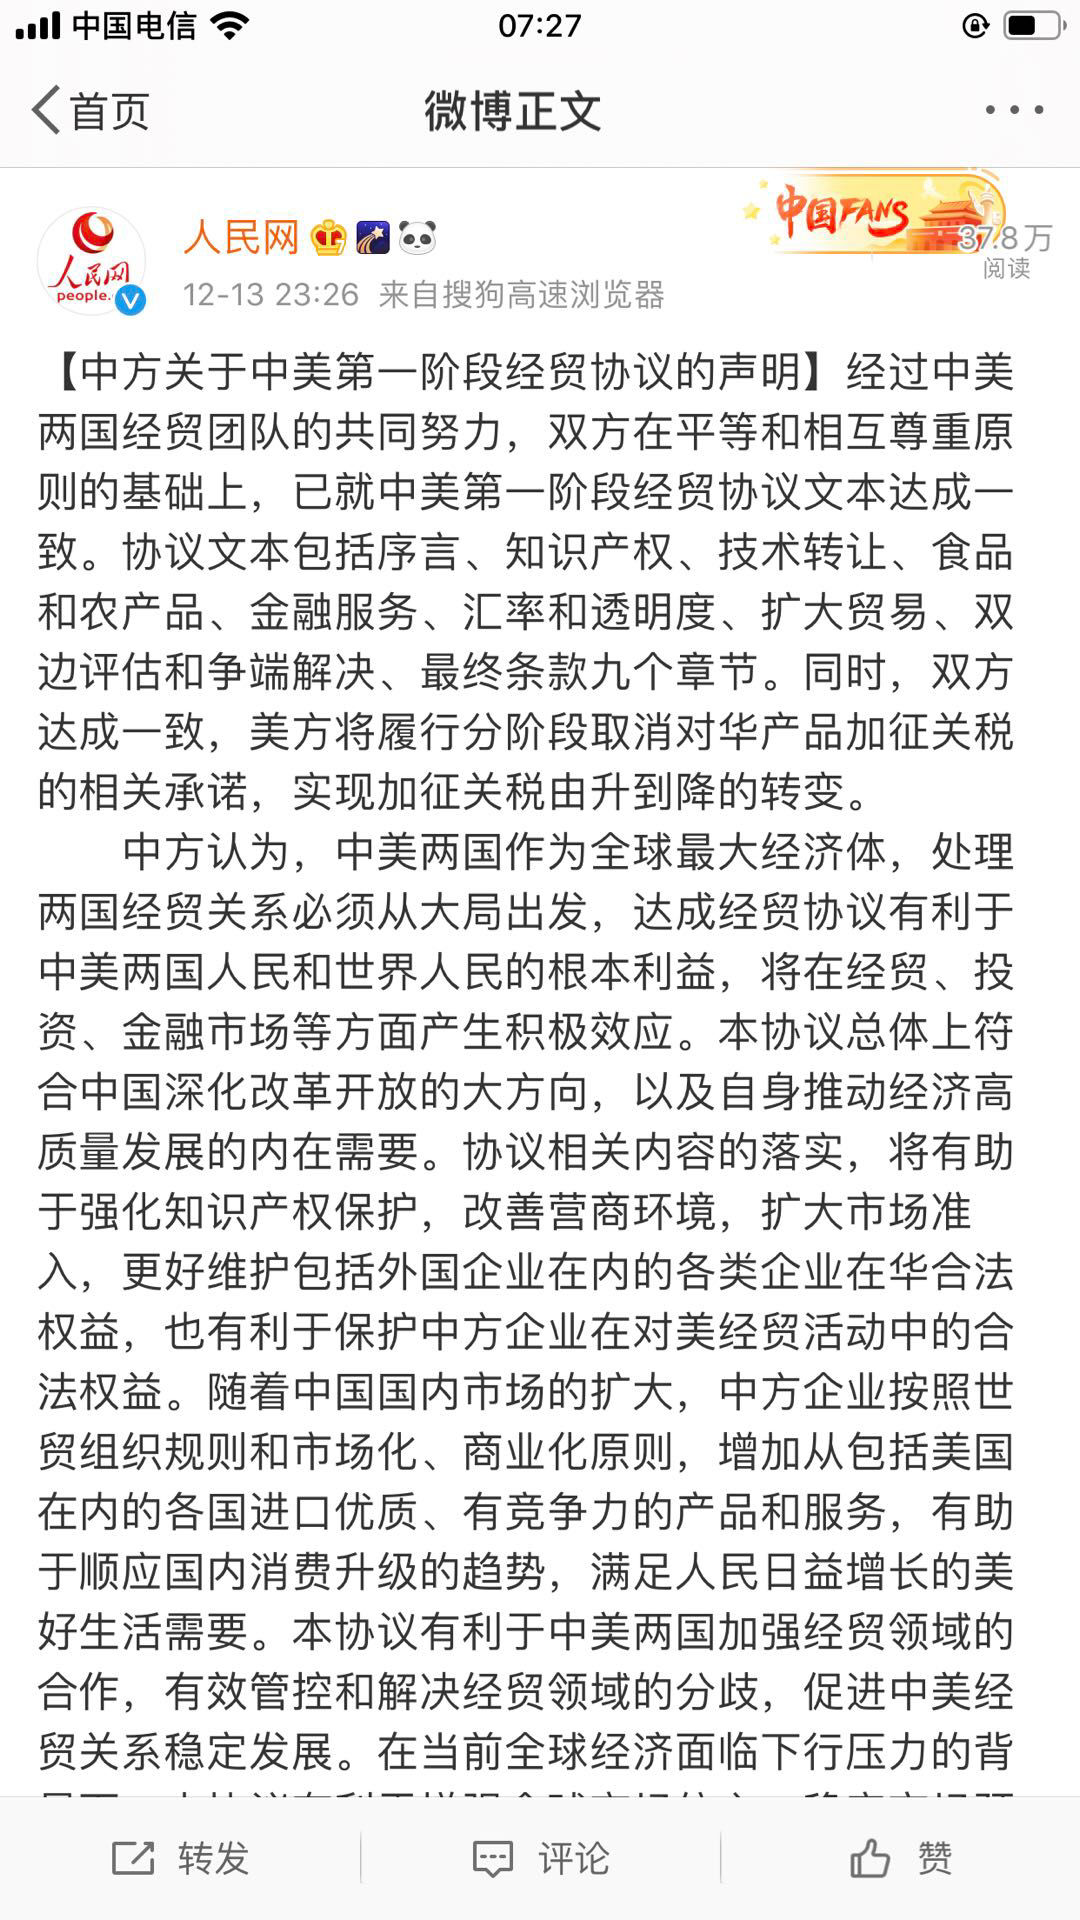 中国电信
07:27
首页
微博正文
中国FANS
人民网
37.8万
阅读
人民网
people.
12-13 23:26 来自搜狗高速浏览器
【中方关于中美第一阶段经贸协议的声明】经过中美
两国经贸团队的共同努力，双方在平等和相互尊重原
则的基础上，已就中美第一阶段经贸协议文本达成一
致。协议文本包括序言、知识产权、技术转让、食品
和农产品、金融服务、汇率和透明度、扩大贸易、双
边评估和争端解决、最终条款九个章节。同时，双方
达成一致，美方将履行分阶段取消对华产品加征关税
的相关承诺，实现加征关税由升到降的转变。
中方认为，中美两国作为全球最大经济体，处理
两国经贸关系必须从大局出发，达成经贸协议有利于
中美两国人民和世界人民的根本利益，将在经贸、投
资、金融市场等方面产生积极效应。本协议总体上符
合中国深化改革开放的大方向，以及自身推动经济高
质量发展的内在需要。协议相关内容的落实，将有助
于强化知识产权保护，改善营商环境，扩大市场准
入，更好维护包括外国企业在内的各类企业在华合法
权益，也有利于保护中方企业在对美经贸活动中的合
法权益。随着中国国内市场的扩大，中方企业按照世
贸组织规则和市场化、商业化原则，增加从包括美国
在内的各国进口优质、有竞争力的产品和服务，有助
于顺应国内消费升级的趋势，满足人民日益增长的美
好生活需要。本协议有利于中美两国加强经贸领域的
合作，有效管控和解决经贸领域的分歧，促进中美经
贸关系稳定发展。在当前全球经济面临下行压力的背
转发
评论
赞